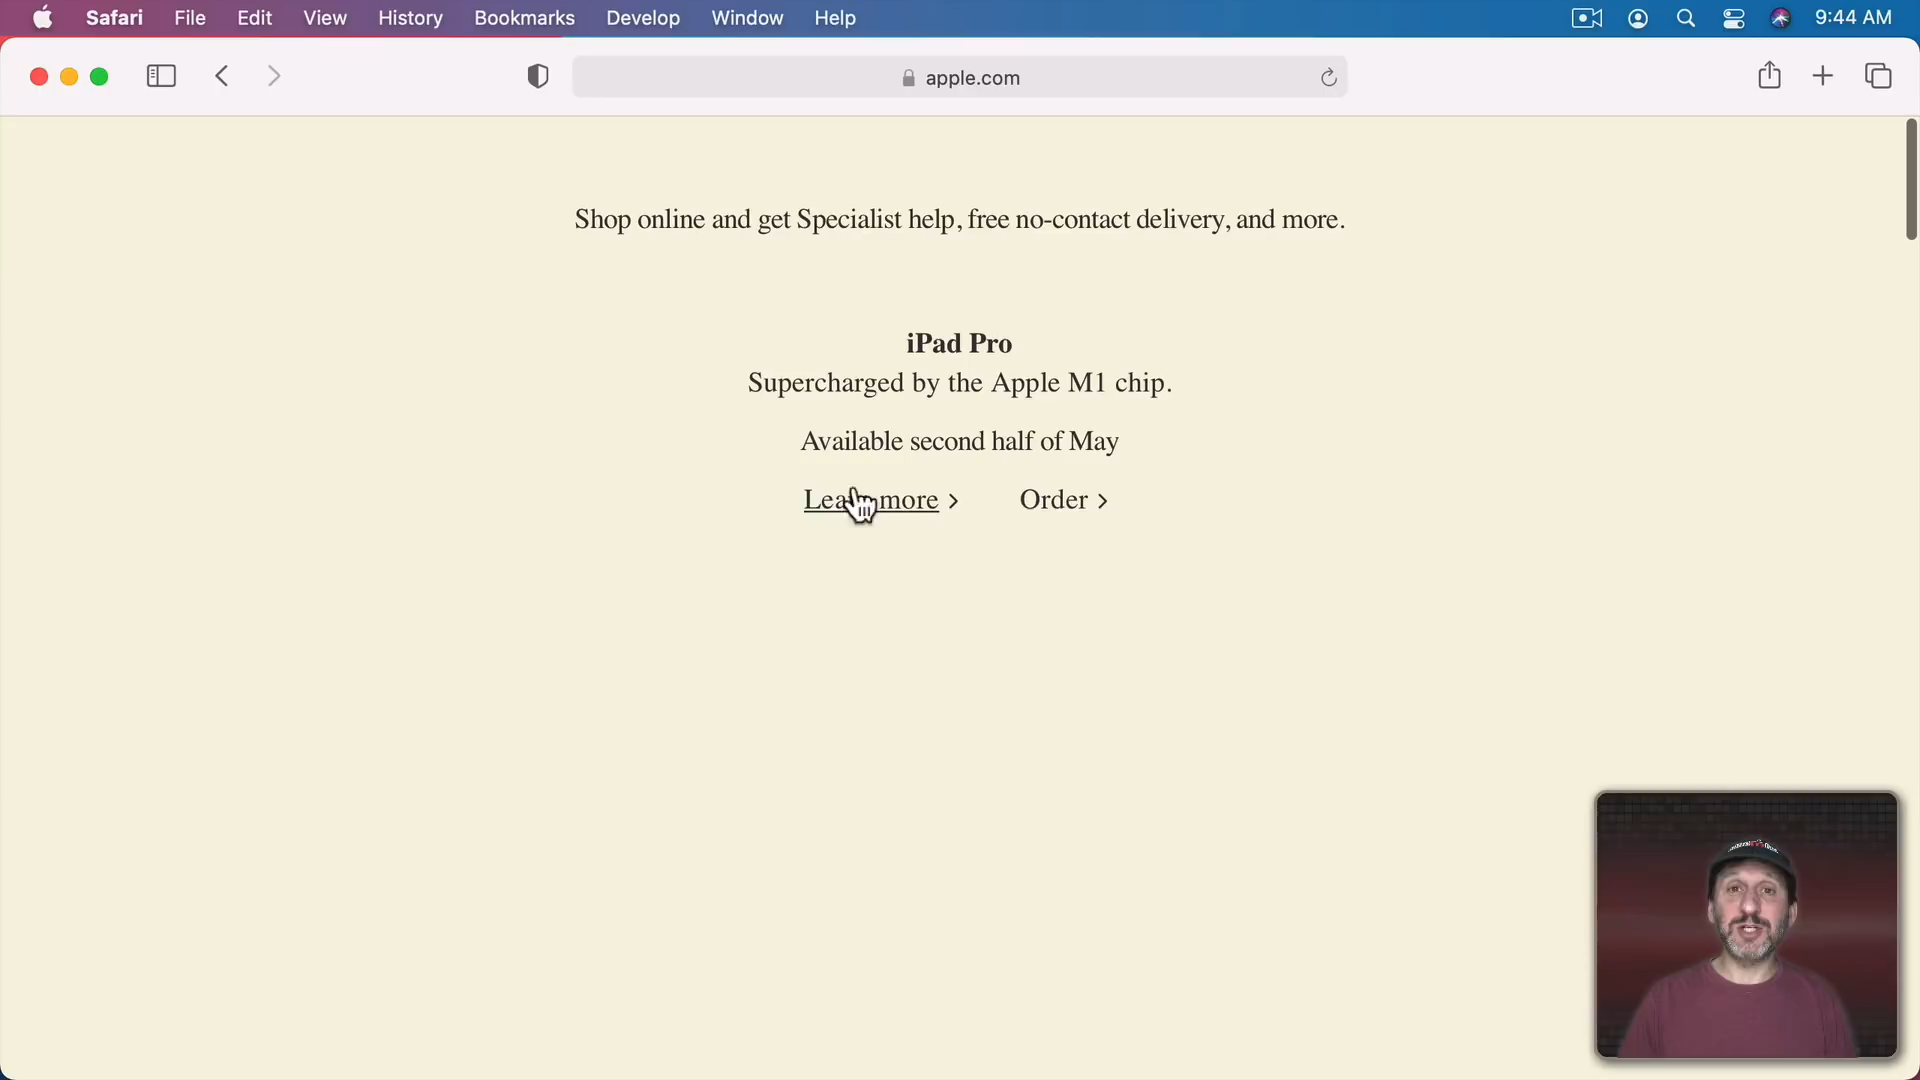 Safari File Edit View History Bookmarks Develop Window Help 9:44 AM
apple.com
Shop online and get Specialist help, free no-contact delivery, and more.
iPad Pro
Supercharged by the Apple M1 chip.
Available second half of May
Learn more > Order >